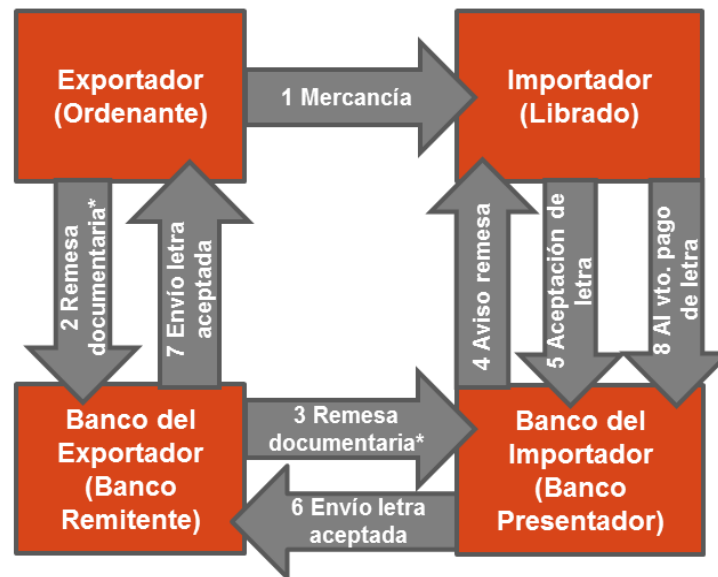 Exportador
(Ordenante)
1 Mercancía
Importador
(Librado)
2 Remesa
documentaria*
7 Envío letra
aceptada
4 Aviso remesa
5 Aceptación de
letra
8 Al vto. pago
de letra
Banco del
Exportador
(Banco
Remitente)
3 Remesa
documentaria*
6 Envío letra
aceptada
Banco del
Importador
(Banco
Presentador)